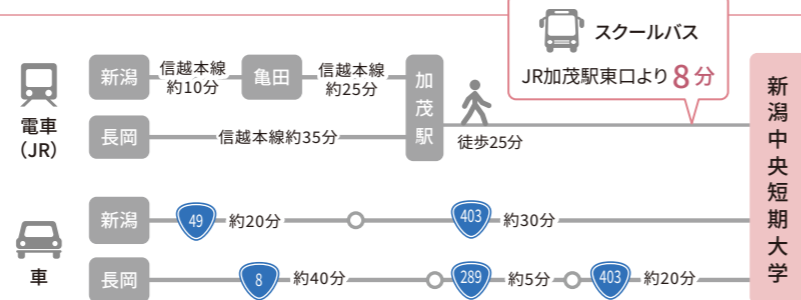 スクールバス
JR加茂駅東口より8分
電車
（JR）
新潟
信越本線
約10分
亀田
信越本線
約25分
長岡
信越本線約35分
加茂駅
徒歩25分
車
新潟
49
約20分
403
約30分
長岡
8
約40分
289
約5分
403
約20分
新潟中央短期大学